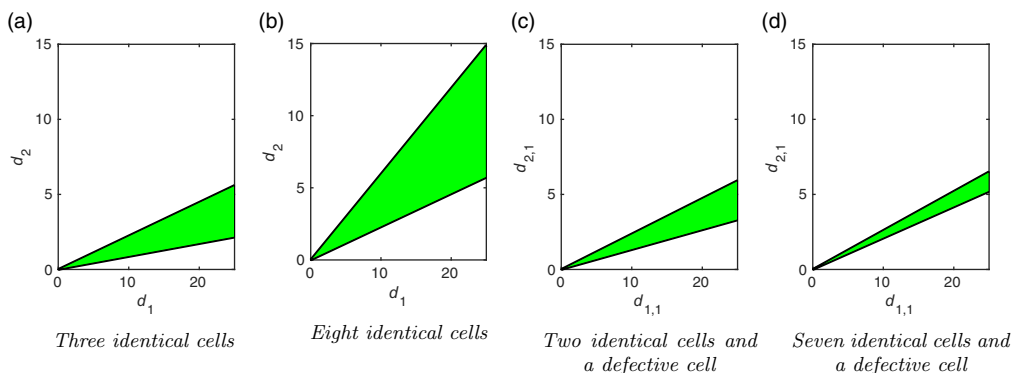 (a)
15
10
5
0
d2
0 10 20
d1
Three identical cells
(b)
15
10
5
0
d2
0 10 20
d1
Eight identical cells
(c)
15
10
5
0
d2,1
0 10 20
d1,1
Two identical cells and
a defective cell
(d)
15
10
5
0
d2,1
0 10 20
d1,1
Seven identical cells and
a defective cell